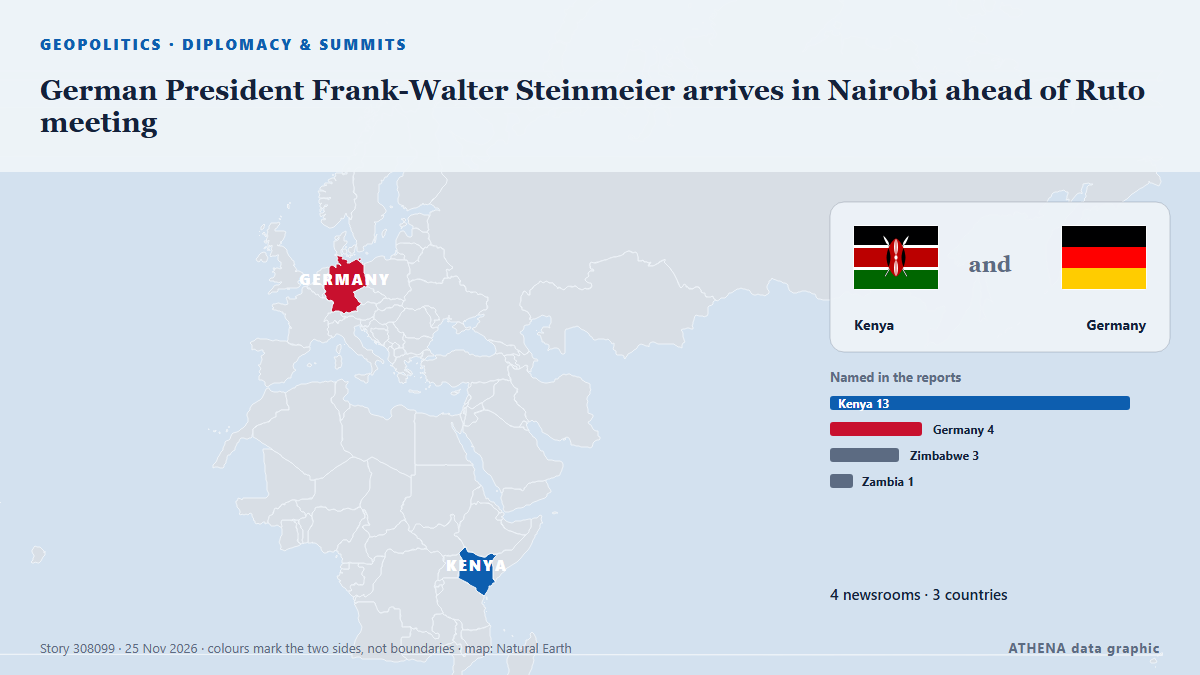 GEOPOLITICS · DIPLOMACY & SUMMITS
German President Frank-Walter Steinmeier arrives in Nairobi ahead of Ruto
meeting
GERMANY
KENYA
and
Kenya
Germany
Named in the reports
Kenya 13
Germany 4
Zimbabwe 3
Zambia 1
4 newsrooms · 3 countries
Story 308099 · 25 Nov 2026 · colours mark the two sides, not boundaries · map: Natural Earth
ATHENA data graphic